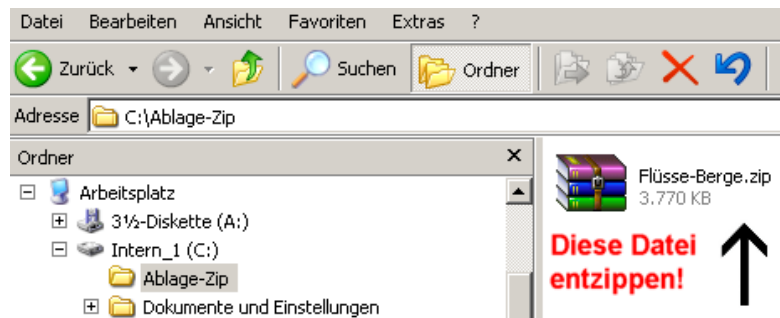 Datei Bearbeiten Ansicht Favoriten Extras ?
Zurück Suchen Ordner
Adresse C:\Ablage-Zip
Ordner
Arbeitsplatz
3½-Diskette (A:)
Intern_1 (C:)
Ablage-Zip
Dokumente und Einstellungen
Flüsse-Berge.zip
3.770 KB
Diese Datei
entzippen!